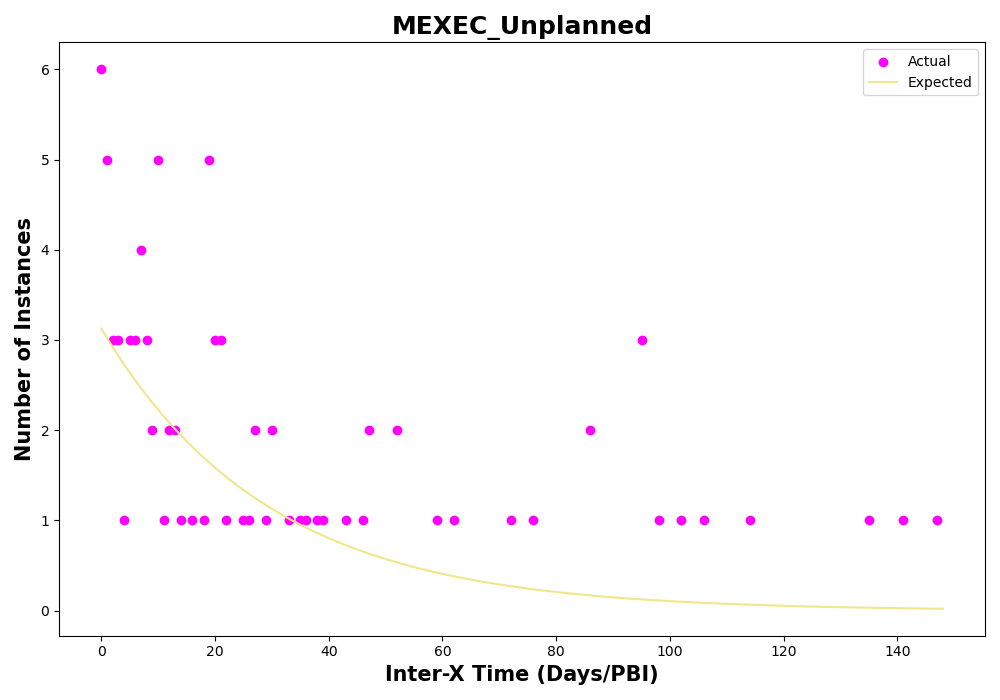 MEXEC_Unplanned
Actual
Expected
Number of Instances
6
5
4
3
2
1
0
0 20 40 60 80 100 120 140
Inter-X Time (Days/PBI)